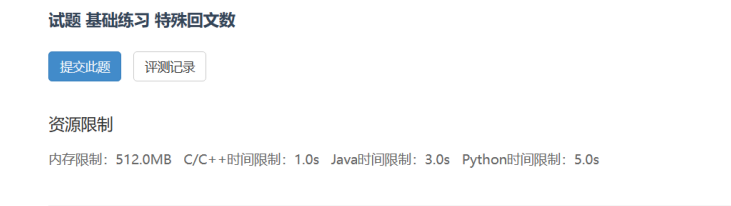 试题 基础练习 特殊回文数
提交此题 评测记录
资源限制
内存限制：512.0MB C/C++时间限制：1.0s Java时间限制：3.0s Python时间限制：5.0s